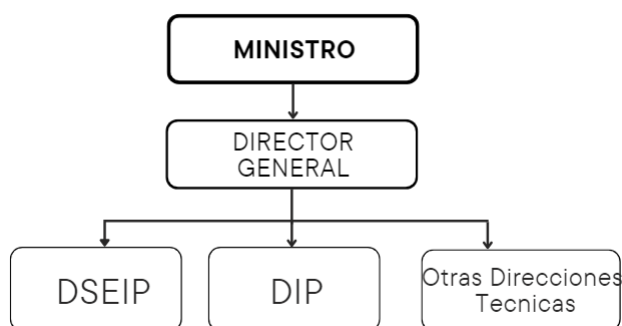 MINISTRO
DIRECTOR
GENERAL
DSEIP
DIP
Otras Direcciones
Tecnicas